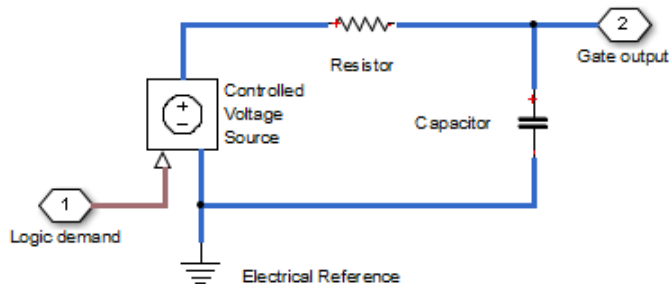 2
Gate output
Resistor
Controlled
Voltage
Source
Capacitor
1
Logic demand
Electrical Reference